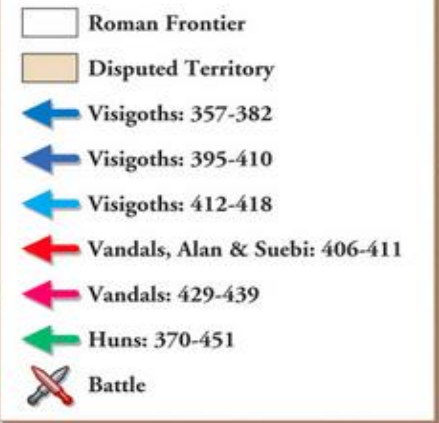 Roman Frontier
Disputed Territory
Visigoths: 357-382
Visigoths: 395-410
Visigoths: 412-418
Vandals, Alan & Suebi: 406-411
Vandals: 429-439
Huns: 370-451
Battle